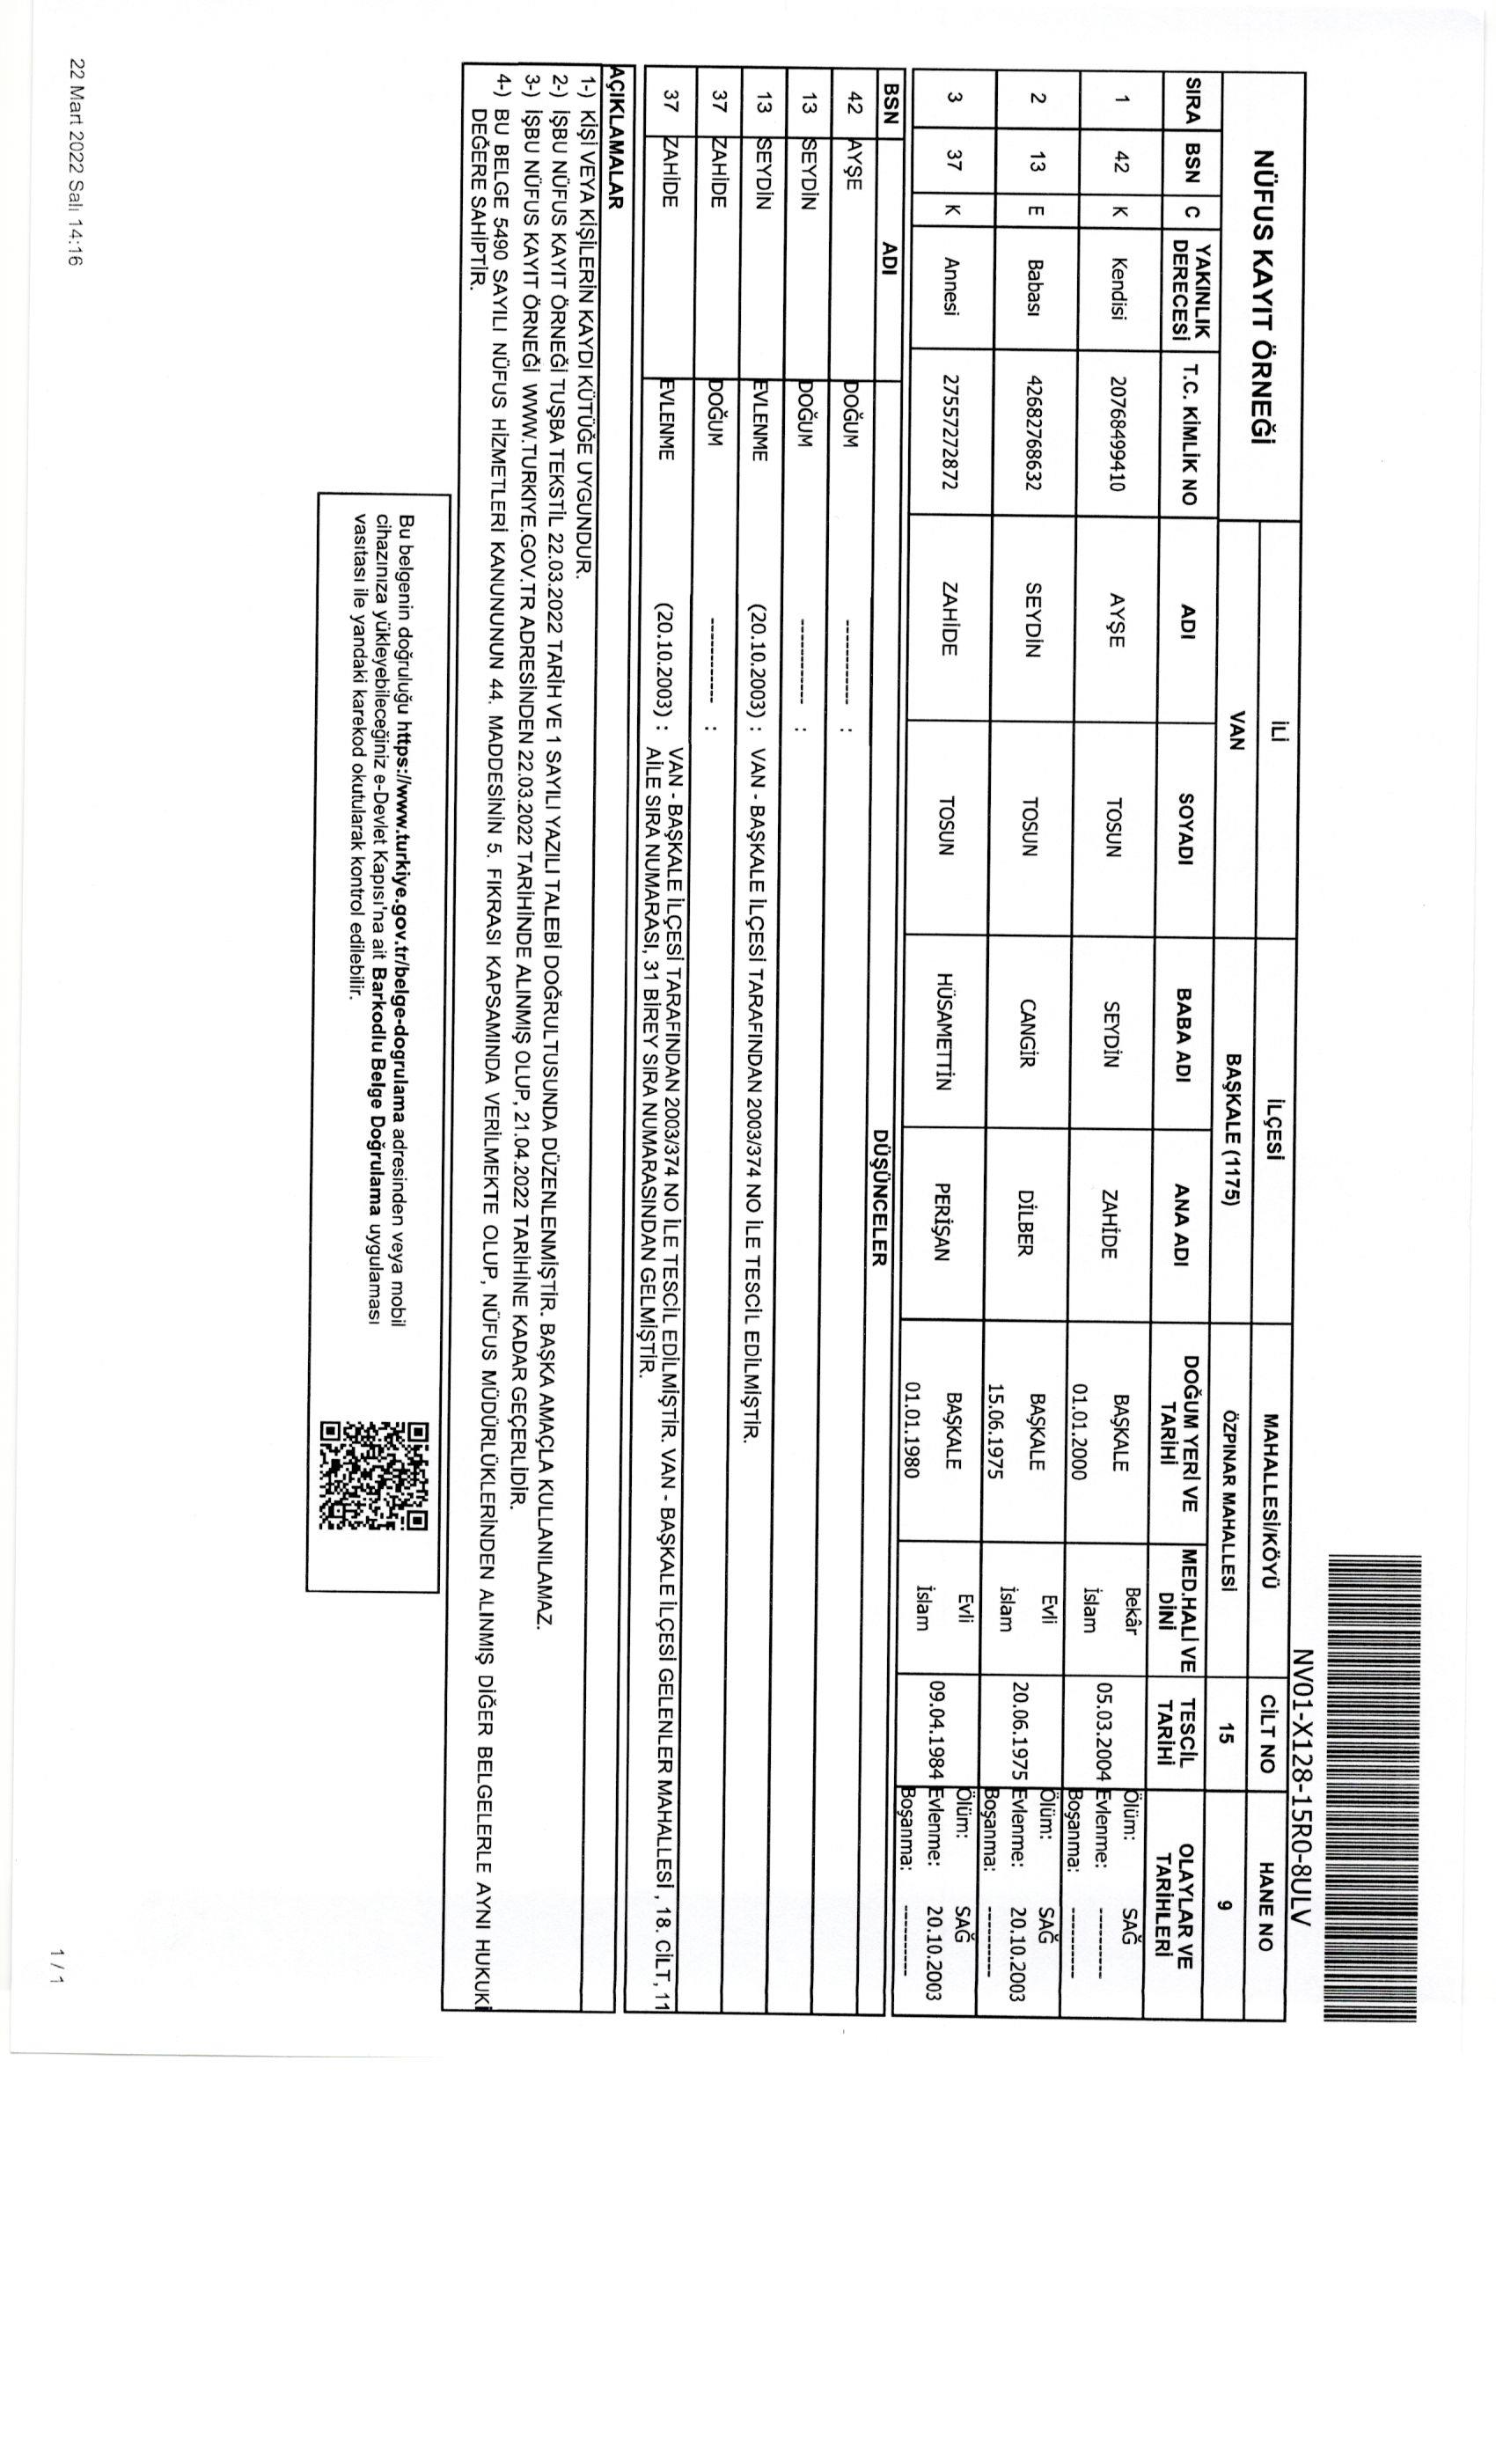 NV01-X128-15R0-8ULV
NÜFUS KAYIT ÖRNEĞİ
İLİ İLÇESİ MAHALLESİ/KÖYÜ CİLT NO HANE NO
VAN BAŞKALE (1175) ÖZPINAR MAHALLESİ 15 9
SIRA BSN C YAKINLIK DERECESİ T.C. KİMLİK NO ADI SOYADI BABA ADI ANA ADI DOĞUM YERİ VE TARİHİ MED.HALİ VE DİNİ TESCİL TARİHİ OLAYLAR VE TARİHLERİ
1 42 K Kendisi 20768499410 AYŞE TOSUN SEYDİN ZAHİDE BAŞKALE 01.01.2000 Bekâr İslam 05.03.2004 Ölüm: SAĞ Evlenme: ---------- Boşanma: ----------
2 13 E Babası 42682768632 SEYDİN TOSUN CANGİR DİLBER BAŞKALE 15.06.1975 Evli İslam 20.06.1975 Ölüm: SAĞ Evlenme: 20.10.2003 Boşanma: ----------
3 37 K Annesi 27557272872 ZAHİDE TOSUN HÜSAMETTİN PERİŞAN BAŞKALE 01.01.1980 Evli İslam 09.04.1984 Ölüm: SAĞ Evlenme: 20.10.2003 Boşanma: ----------
BSN ADI DÜŞÜNCELER
42 AYŞE DOĞUM ------------ :
13 SEYDİN DOĞUM ------------ :
13 SEYDİN EVLENME (20.10.2003) : VAN - BAŞKALE İLÇESİ TARAFINDAN 2003/374 NO İLE TESCİL EDİLMİŞTİR.
37 ZAHİDE DOĞUM ------------ :
37 ZAHİDE EVLENME (20.10.2003) : VAN - BAŞKALE İLÇESİ TARAFINDAN 2003/374 NO İLE TESCİL EDİLMİŞTİR. VAN - BAŞKALE İLÇESİ GELENLER MAHALLESİ , 18. CİLT, 11
AİLE SIRA NUMARASI, 31 BİREY SIRA NUMARASINDAN GELMİŞTİR.
AÇIKLAMALAR
1-) KİŞİ VEYA KİŞİLERİN KAYDI KÜTÜĞE UYGUNDUR.
2-) İŞBU NÜFUS KAYIT ÖRNEĞİ TUŞBA TEKSTİL 22.03.2022 TARİH VE 1 SAYILI YAZILI TALEBİ DOĞRULTUSUNDA DÜZENLENMİŞTİR. BAŞKA AMAÇLA KULLANILAMAZ.
3-) İŞBU NÜFUS KAYIT ÖRNEĞİ WWW.TURKIYE.GOV.TR ADRESİNDEN 22.03.2022 TARİHİNDE ALINMIŞ OLUP, 21.04.2022 TARİHİNE KADAR GEÇERLİDİR.
4-) BU BELGE 5490 SAYILI NÜFUS HİZMETLERİ KANUNUNUN 44. MADDESİNİN 5. FIKRASI KAPSAMINDA VERİLMEKTE OLUP, NÜFUS MÜDÜRLÜKLERİNDEN ALINMIŞ DİĞER BELGELERLE AYNI HUKUKİ
DEĞERE SAHİPTİR.
Bu belgenin doğruluğu https://www.turkiye.gov.tr/belge-dogrulama adresinden veya mobil
cihazınıza yükleyebileceğiniz e-Devlet Kapısı'na ait Barkodlu Belge Doğrulama uygulaması
vasıtası ile yandaki karekod okutularak kontrol edilebilir.
22 Mart 2022 Salı 14:16
1 / 1